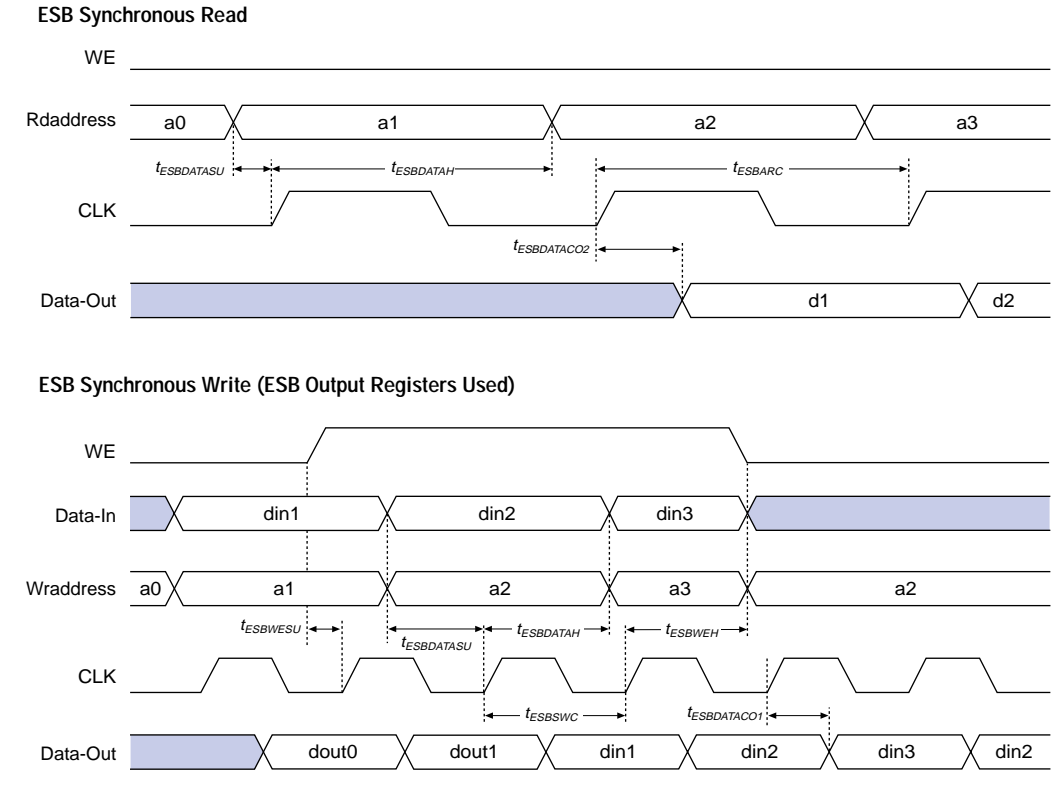 ESB Synchronous Read
WE
Rdaddress a0 a1 a2 a3
tESBDATASU tESBDATAH tESBARC
CLK
tESBDATACO2
Data-Out d1 d2
ESB Synchronous Write (ESB Output Registers Used)
WE
Data-In din1 din2 din3
Wraddress a0 a1 a2 a3 a2
tESBWESU tESBDATASU tESBDATAH tESBWEH
CLK
tESBSWC tESBDATACO1
Data-Out dout0 dout1 din1 din2 din3 din2